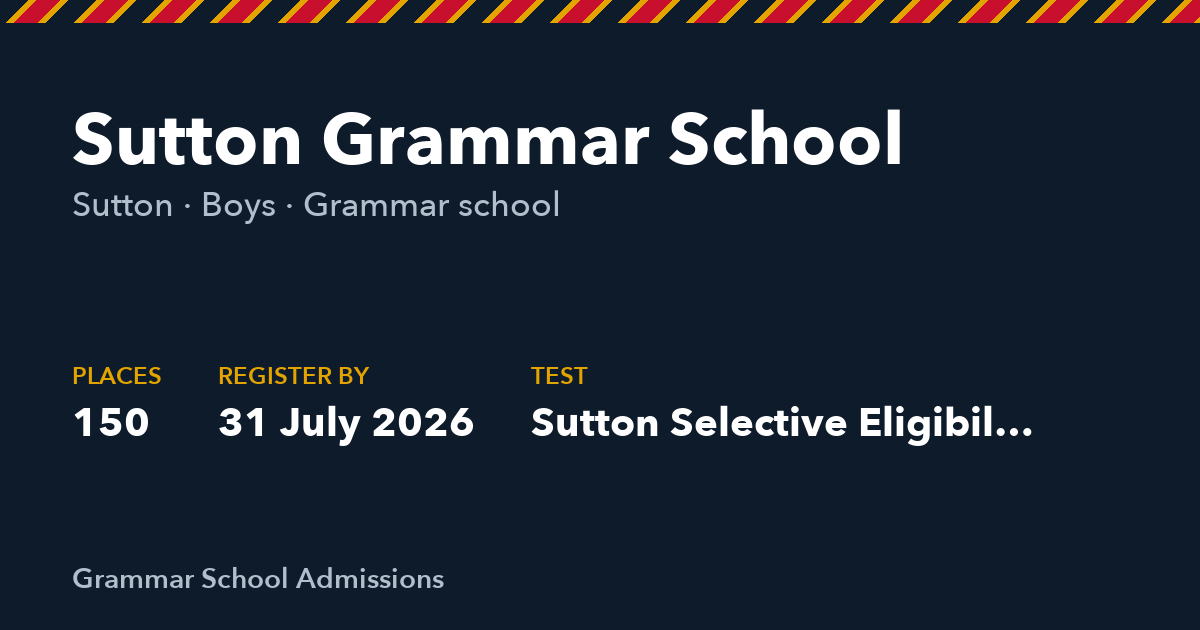 Sutton Grammar School
Sutton · Boys · Grammar school
PLACES REGISTER BY TEST
150 31 July 2026 Sutton Selective Eligibil...
Grammar School Admissions